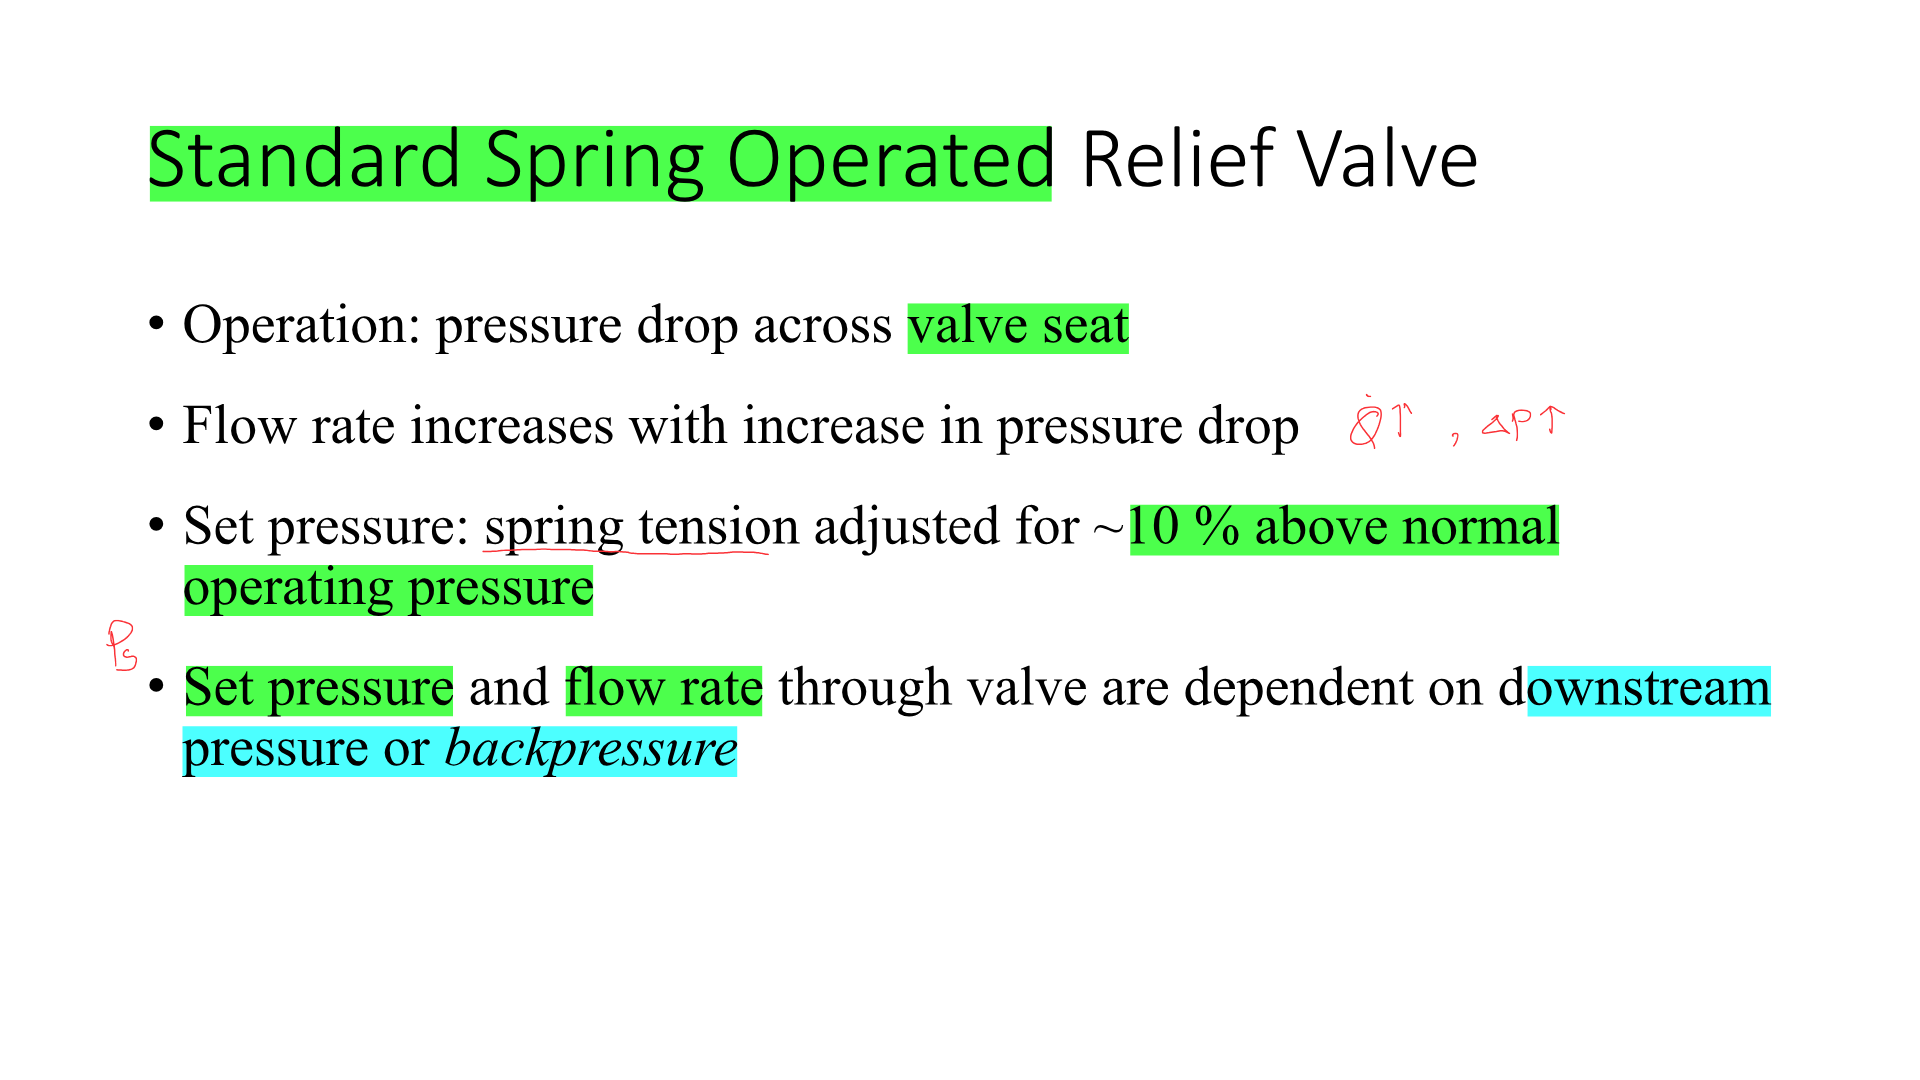 Standard Spring Operated Relief Valve
• Operation: pressure drop across valve seat
• Flow rate increases with increase in pressure drop Q̇↑ , ΔP↑
• Set pressure: spring tension adjusted for ~10 % above normal
operating pressure
Ps
• Set pressure and flow rate through valve are dependent on downstream
pressure or backpressure